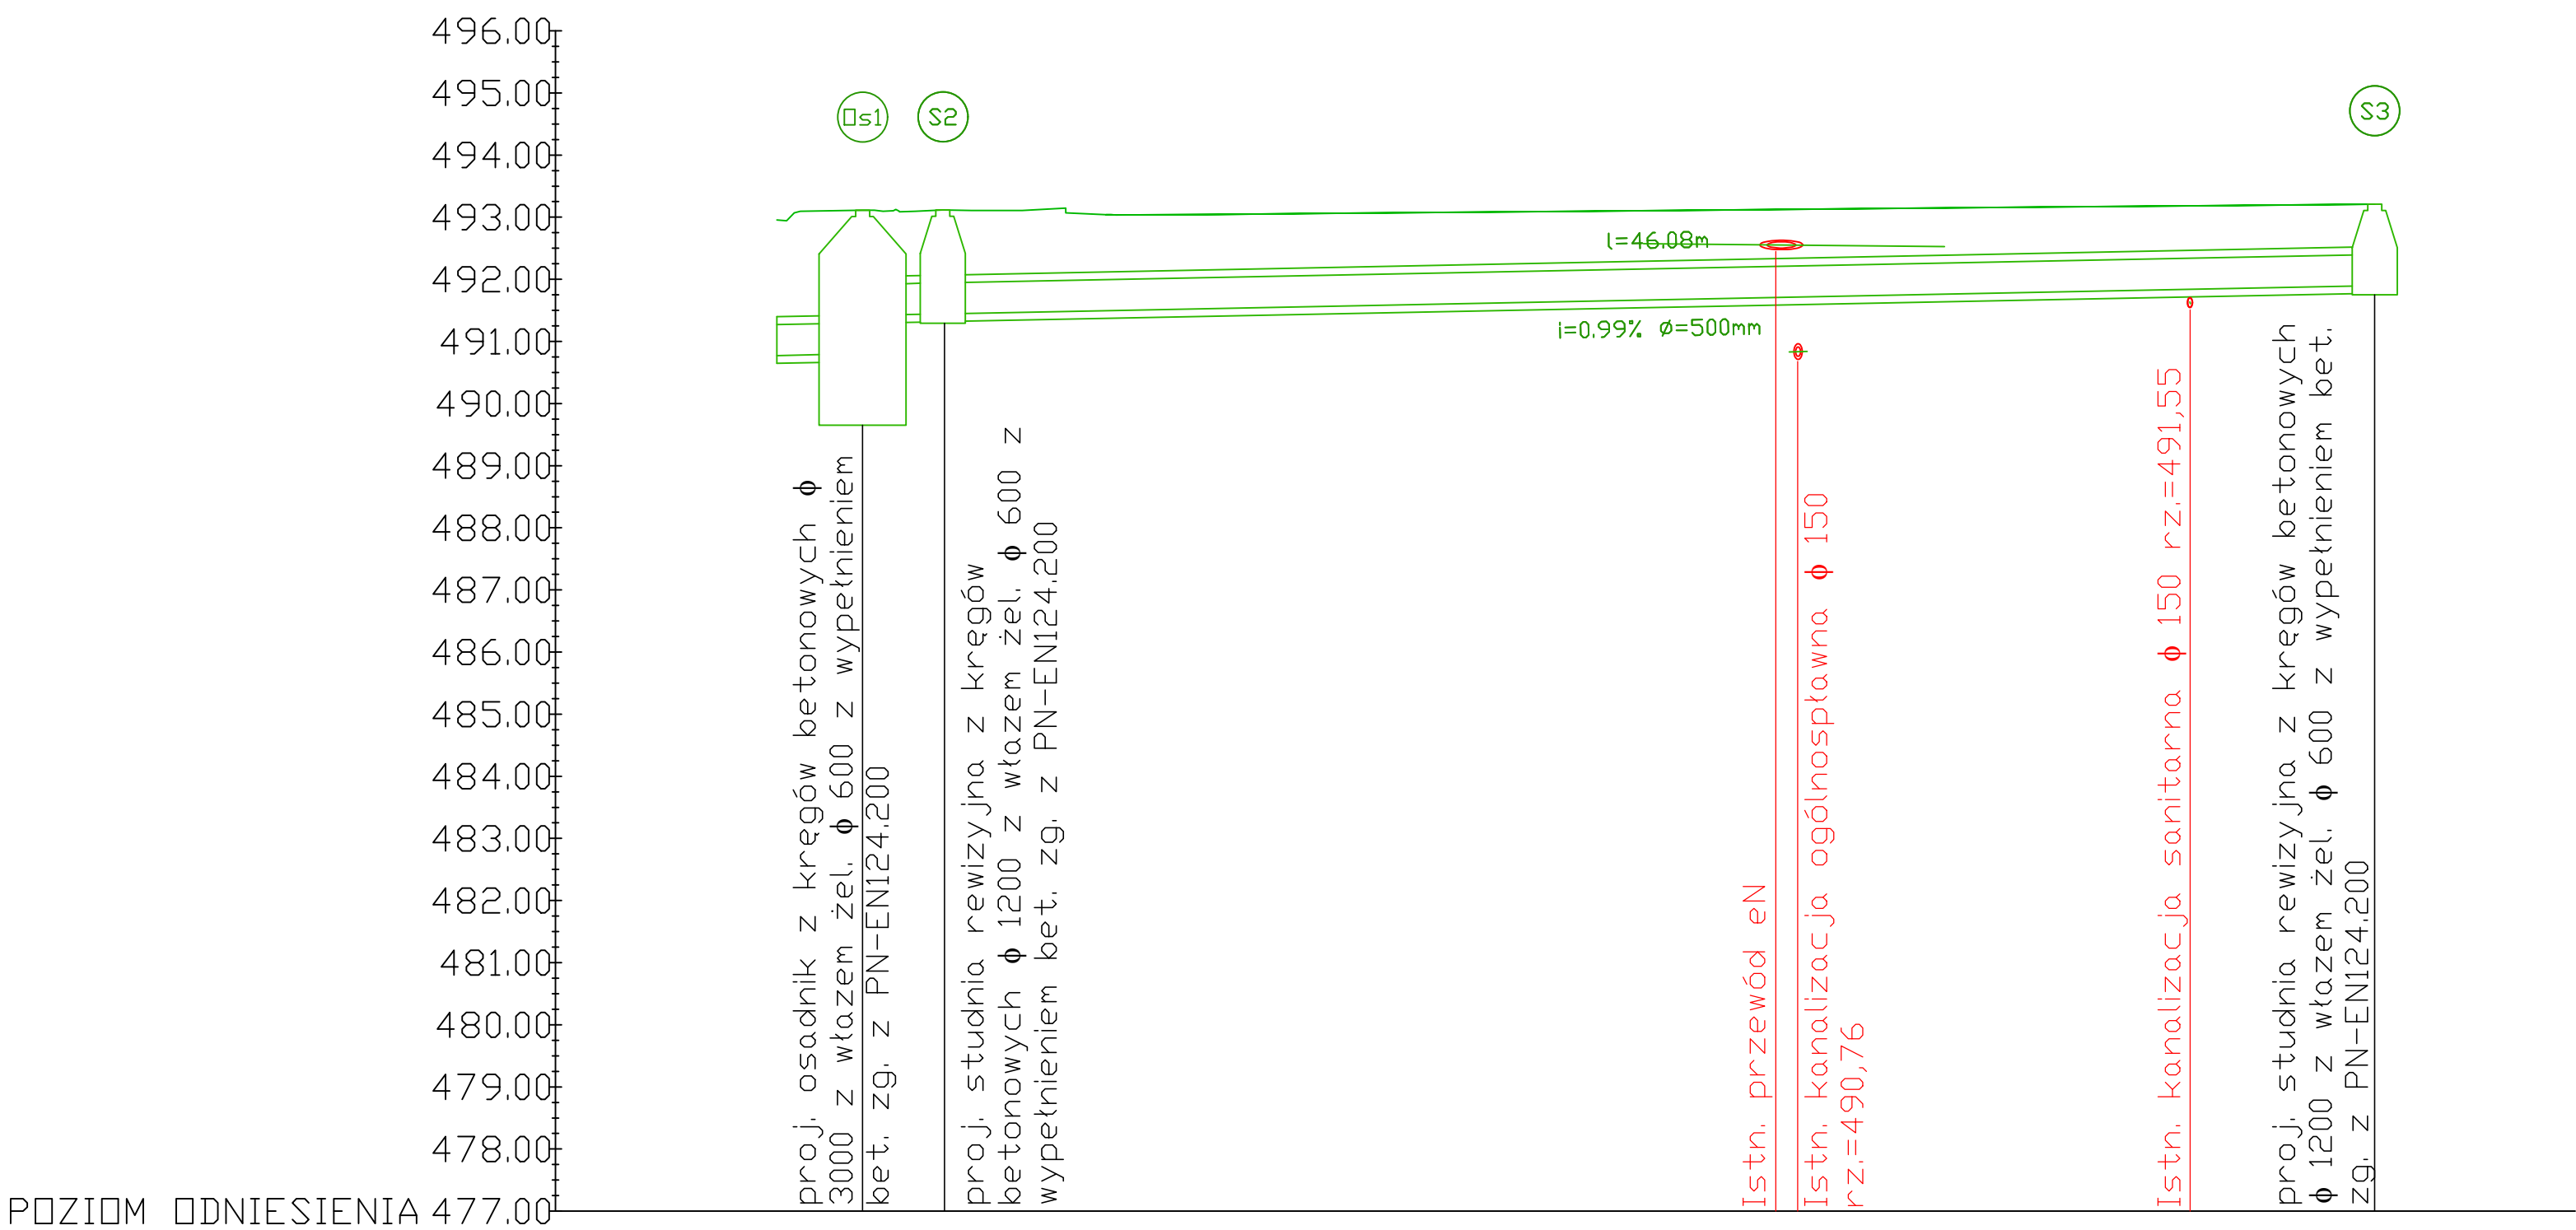 496.00
495.00
494.00
493.00
492.00
491.00
490.00
489.00
488.00
487.00
486.00
485.00
484.00
483.00
482.00
481.00
480.00
479.00
478.00
POZIOM ODNIESIENIA 477.00
Os1
S2
S3
l=46.08m
i=0.99% Ø=500mm
proj. osadnik z kręgów betonowych ϕ
3000 z włazem żel. ϕ 600 z wypełnieniem
bet. zg. z PN-EN124.200
proj. studnia rewizyjna z kręgów
betonowych ϕ 1200 z włazem żel. ϕ 600 z
wypełnieniem bet. zg. z PN-EN124.200
Istn. przewód eN
Istn. kanalizacja ogólnospławna ϕ 150
rz.=490,76
Istn. kanalizacja sanitarna ϕ 150 rz.=491,55
proj. studnia rewizyjna z kręgów betonowych
ϕ 1200 z włazem żel. ϕ 600 z wypełnieniem bet.
zg. z PN-EN124.200